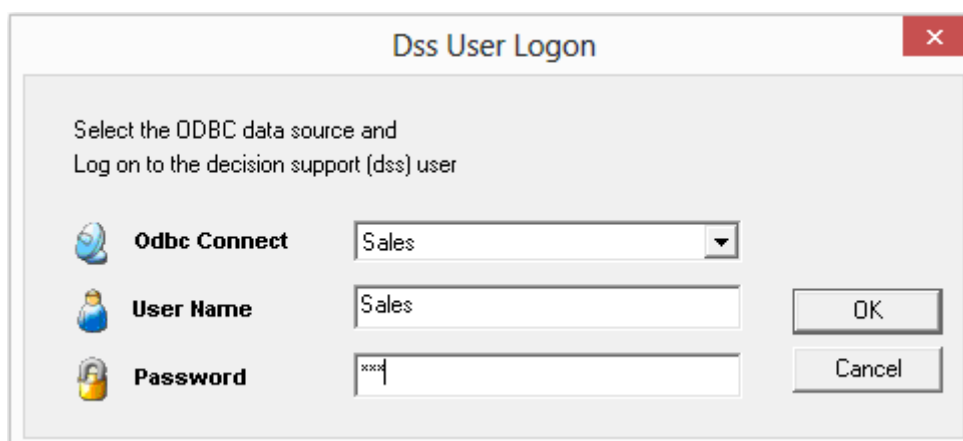 Dss User Logon
Select the ODBC data source and
Log on to the decision support (dss) user
Odbc Connect
Sales
User Name
Sales
OK
Password
***
Cancel